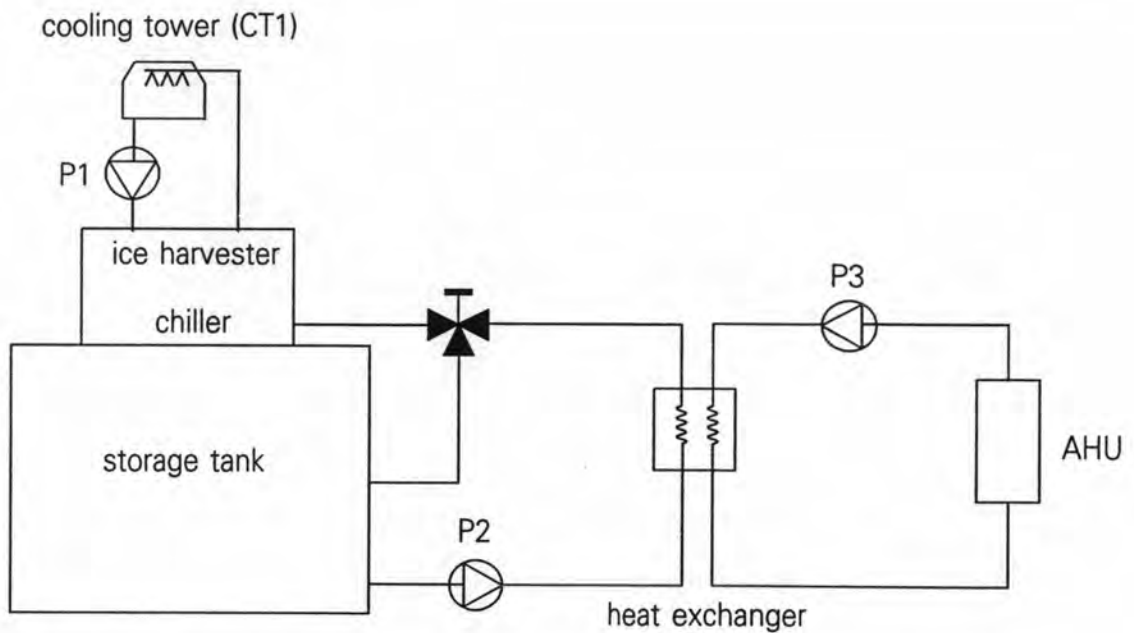 cooling tower (CT1)
P1
ice harvester
chiller
P3
storage tank
AHU
P2
heat exchanger